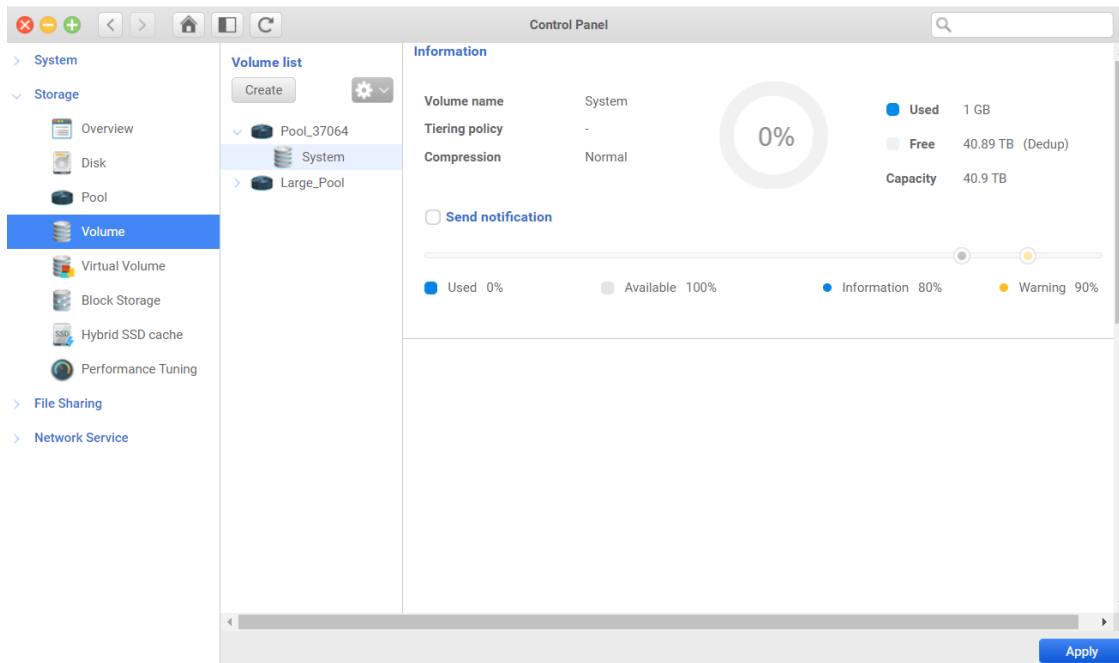 Control Panel
System
Storage
Overview
Disk
Pool
Volume
Virtual Volume
Block Storage
SSD
Hybrid SSD cache
Performance Tuning
File Sharing
Network Service
Volume list
Create
Pool_37064
System
Large_Pool
Information
Volume name System
Tiering policy -
Compression Normal
0%
Used 1 GB
Free 40.89 TB (Dedup)
Capacity 40.9 TB
Send notification
Used 0% Available 100% Information 80% Warning 90%
Apply